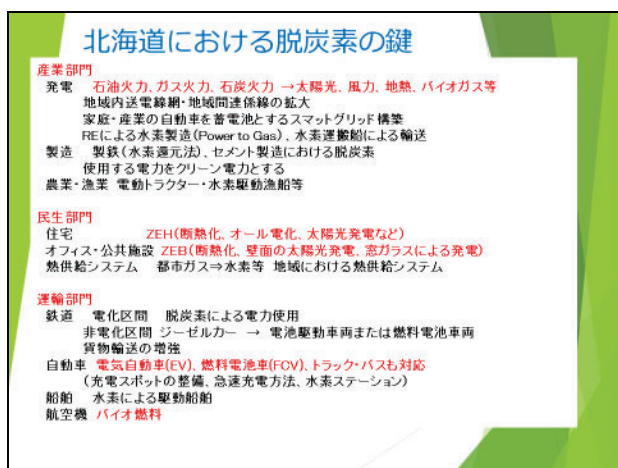 北海道における脱炭素の鍵
産業部門
発電 石油火力、ガス火力、石炭火力 →太陽光、風力、地熱、バイオガス等
地域内送電線網・地域間連係線の拡大
家庭・産業の自動車を蓄電池とするスマットグリッド構築
REによる水素製造(Power to Gas)、水素運搬船による輸送
製造 製鉄(水素還元法)、セメント製造における脱炭素
使用する電力をクリーン電力とする
農業・漁業 電動トラクター・水素駆動漁船等
民生部門
住宅 ZEH(断熱化、オール電化、太陽光発電など)
オフィス・公共施設 ZEB(断熱化、壁面の太陽光発電、窓ガラスによる発電)
熱供給システム 都市ガス⇒水素等 地域における熱供給システム
運輸部門
鉄道 電化区間 脱炭素による電力使用
非電化区間 ジーゼルカー → 電池駆動車両または燃料電池車両
貨物輸送の増強
自動車 電気自動車(EV)、燃料電池車(FCV)、トラック・バスも対応
(充電スポットの整備、急速充電方法、水素ステーション)
船舶 水素による駆動船舶
航空機 バイオ燃料